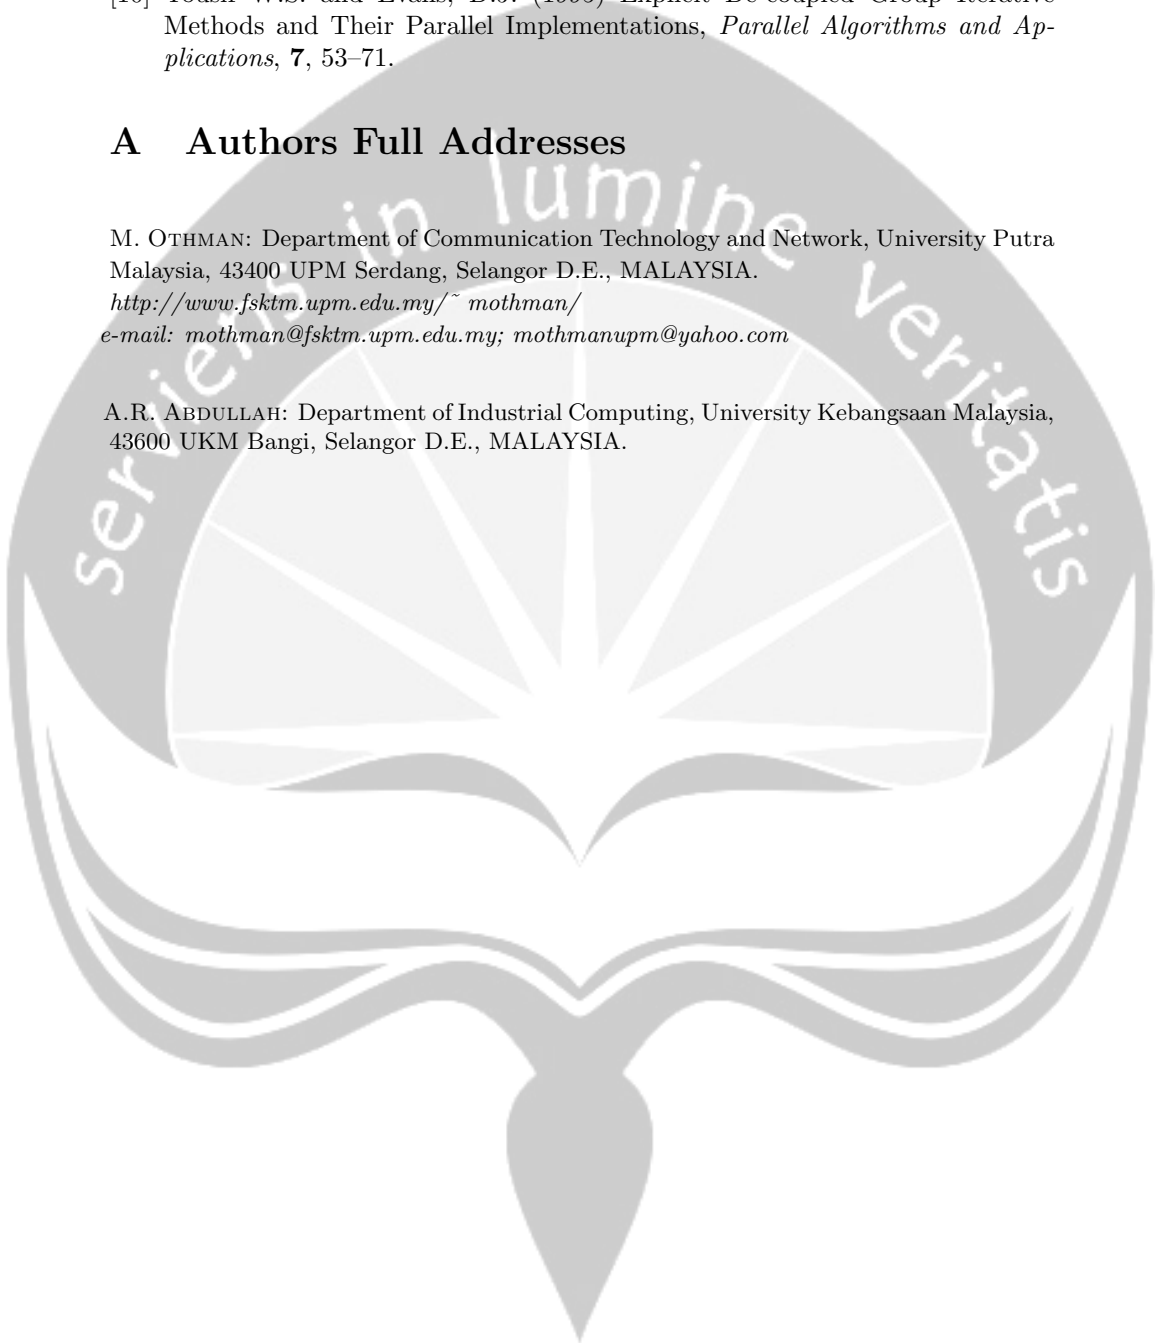 Methods and Their Parallel Implementations, Parallel Algorithms and Ap-
plications, 7, 53–71.
A Authors Full Addresses
serviens in lumine veritatis
M. OTHMAN: Department of Communication Technology and Network, University Putra
Malaysia, 43400 UPM Serdang, Selangor D.E., MALAYSIA.
http://www.fsktm.upm.edu.my/~ mothman/
e-mail: mothman@fsktm.upm.edu.my; mothmanupm@yahoo.com
A.R. ABDULLAH: Department of Industrial Computing, University Kebangsaan Malaysia,
43600 UKM Bangi, Selangor D.E., MALAYSIA.